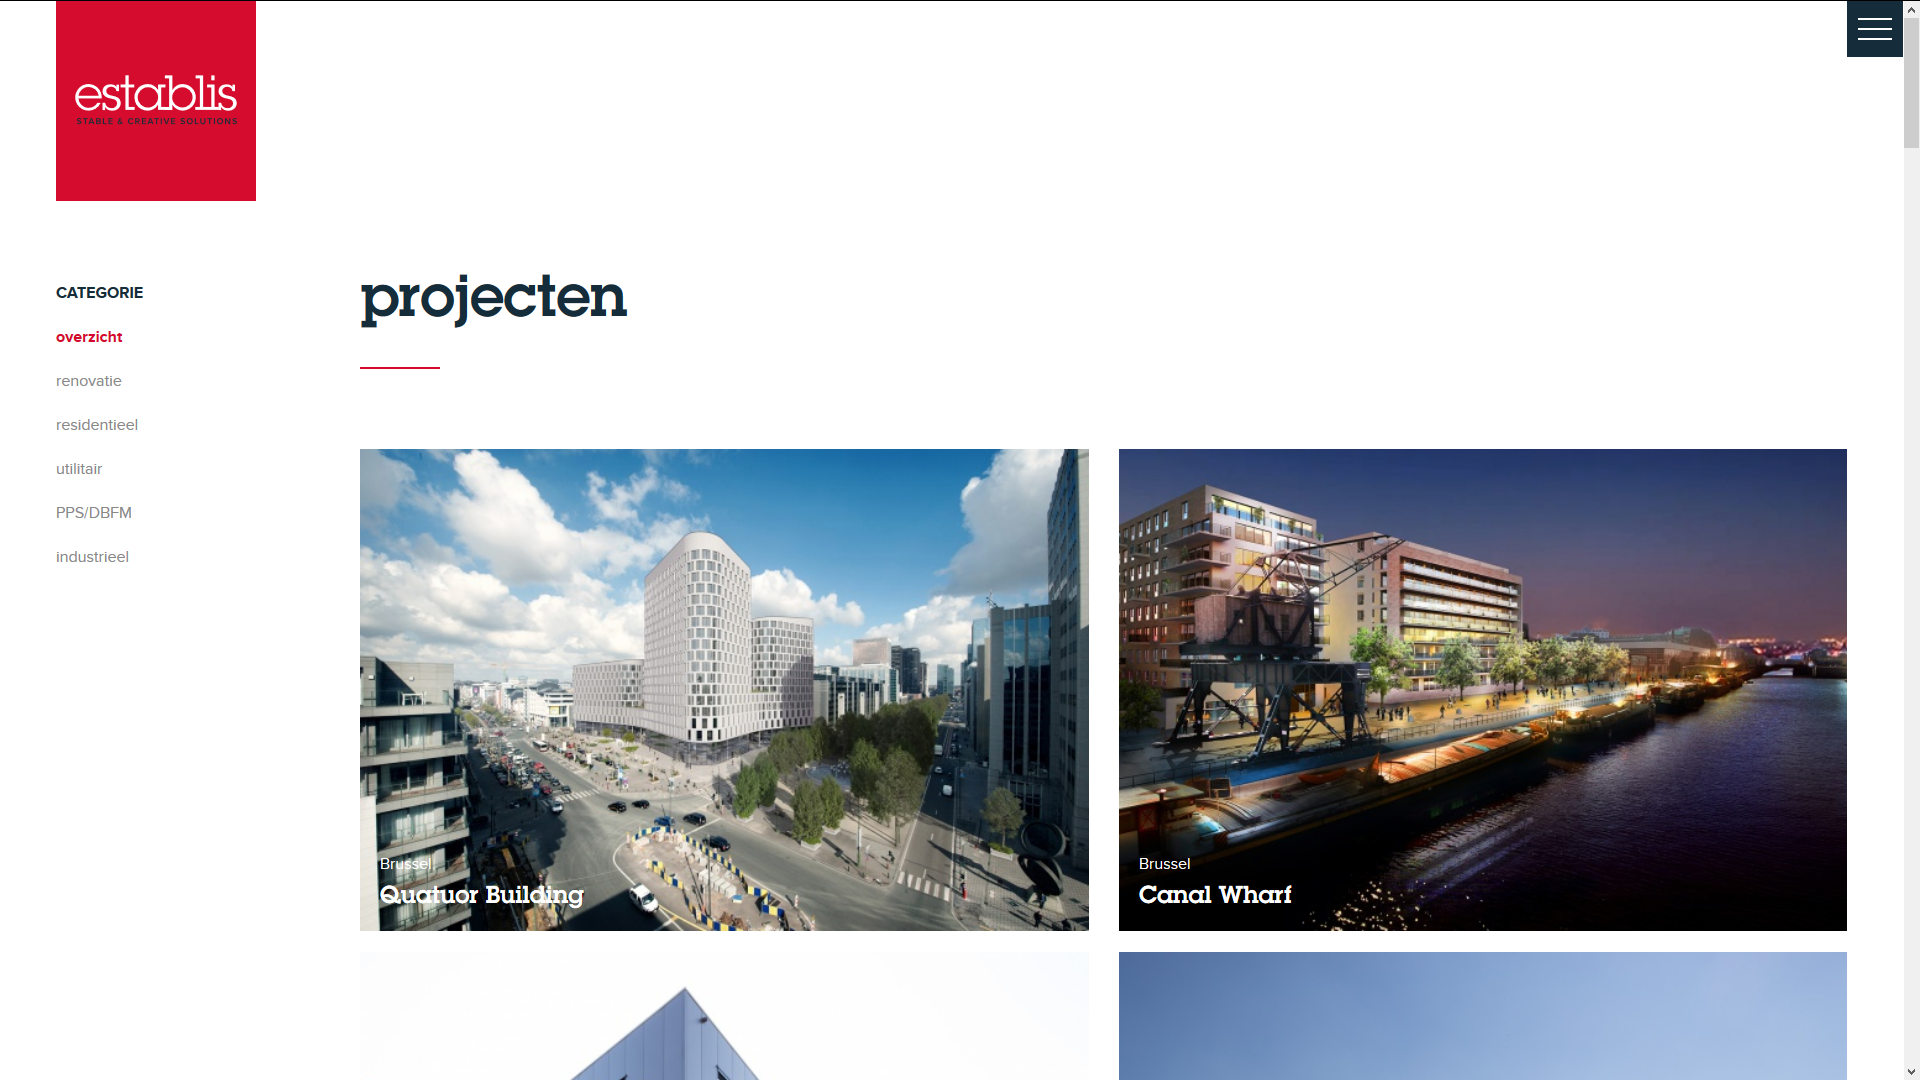 establis
STABLE & CREATIVE SOLUTIONS
CATEGORIE
overzicht
renovatie
residentieel
utilitair
PPS/DBFM
industrieel
projecten
Brussel
Quatuor Building
Brussel
Canal Wharf